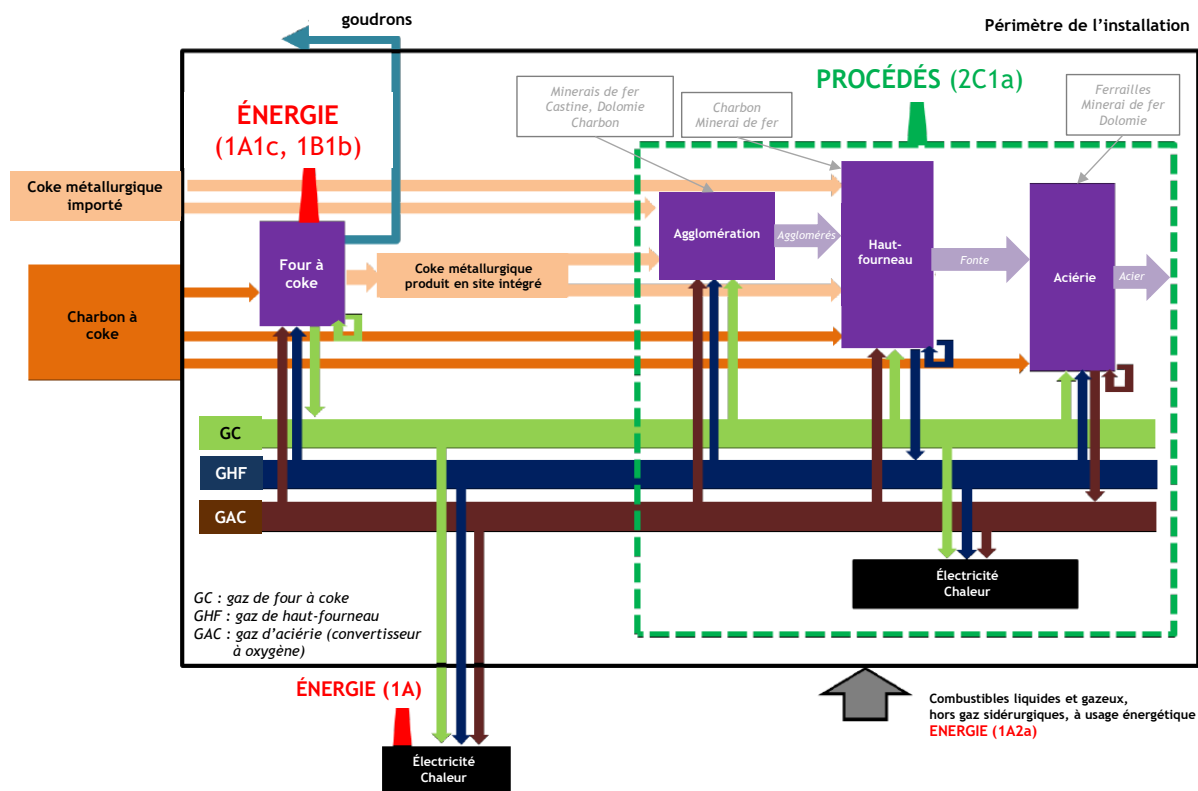 goudrons
Périmètre de l'installation
ÉNERGIE
(1A1c, 1B1b)
Minerais de fer
Castine, Dolomie
Charbon
Charbon
Minerai de fer
PROCÉDÉS (2C1a)
Ferrailles
Minerai de fer
Dolomie
Coke métallurgique
importé
Four à
coke
Coke métallurgique
produit en site intégré
Agglomération
Agglomérés
Haut-
fourneau
Fonte
Aciérie
Acier
Charbon à
coke
GC
GHF
GAC
Électricité
Chaleur
GC : gaz de four à coke
GHF : gaz de haut-fourneau
GAC : gaz d'aciérie (convertisseur
à oxygène)
ÉNERGIE (1A)
Électricité
Chaleur
Combustibles liquides et gazeux,
hors gaz sidérurgiques, à usage énergétique
ENERGIE (1A2a)